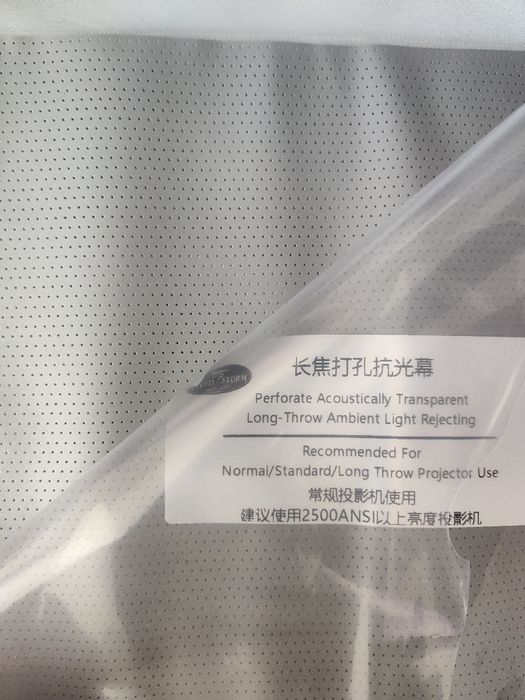 长焦打孔抗光幕
STORM
Perforate Acoustically Transparent
Long-Throw Ambient Light Rejecting
Recommended For
Normal/Standard/Long Throw Projector Use
常规投影机使用
建议使用2500ANSI以上亮度投影机